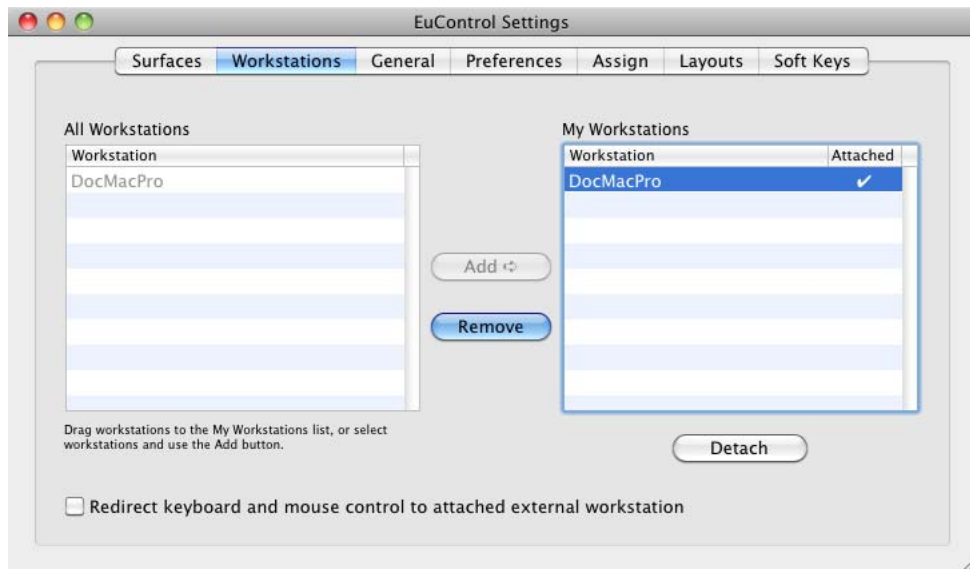 EuControl Settings
Surfaces Workstations General Preferences Assign Layouts Soft Keys
All Workstations
Workstation
DocMacPro
My Workstations
Workstation Attached
DocMacPro ✔
Add ➪
Remove
Drag workstations to the My Workstations list, or select
workstations and use the Add button.
Detach
Redirect keyboard and mouse control to attached external workstation